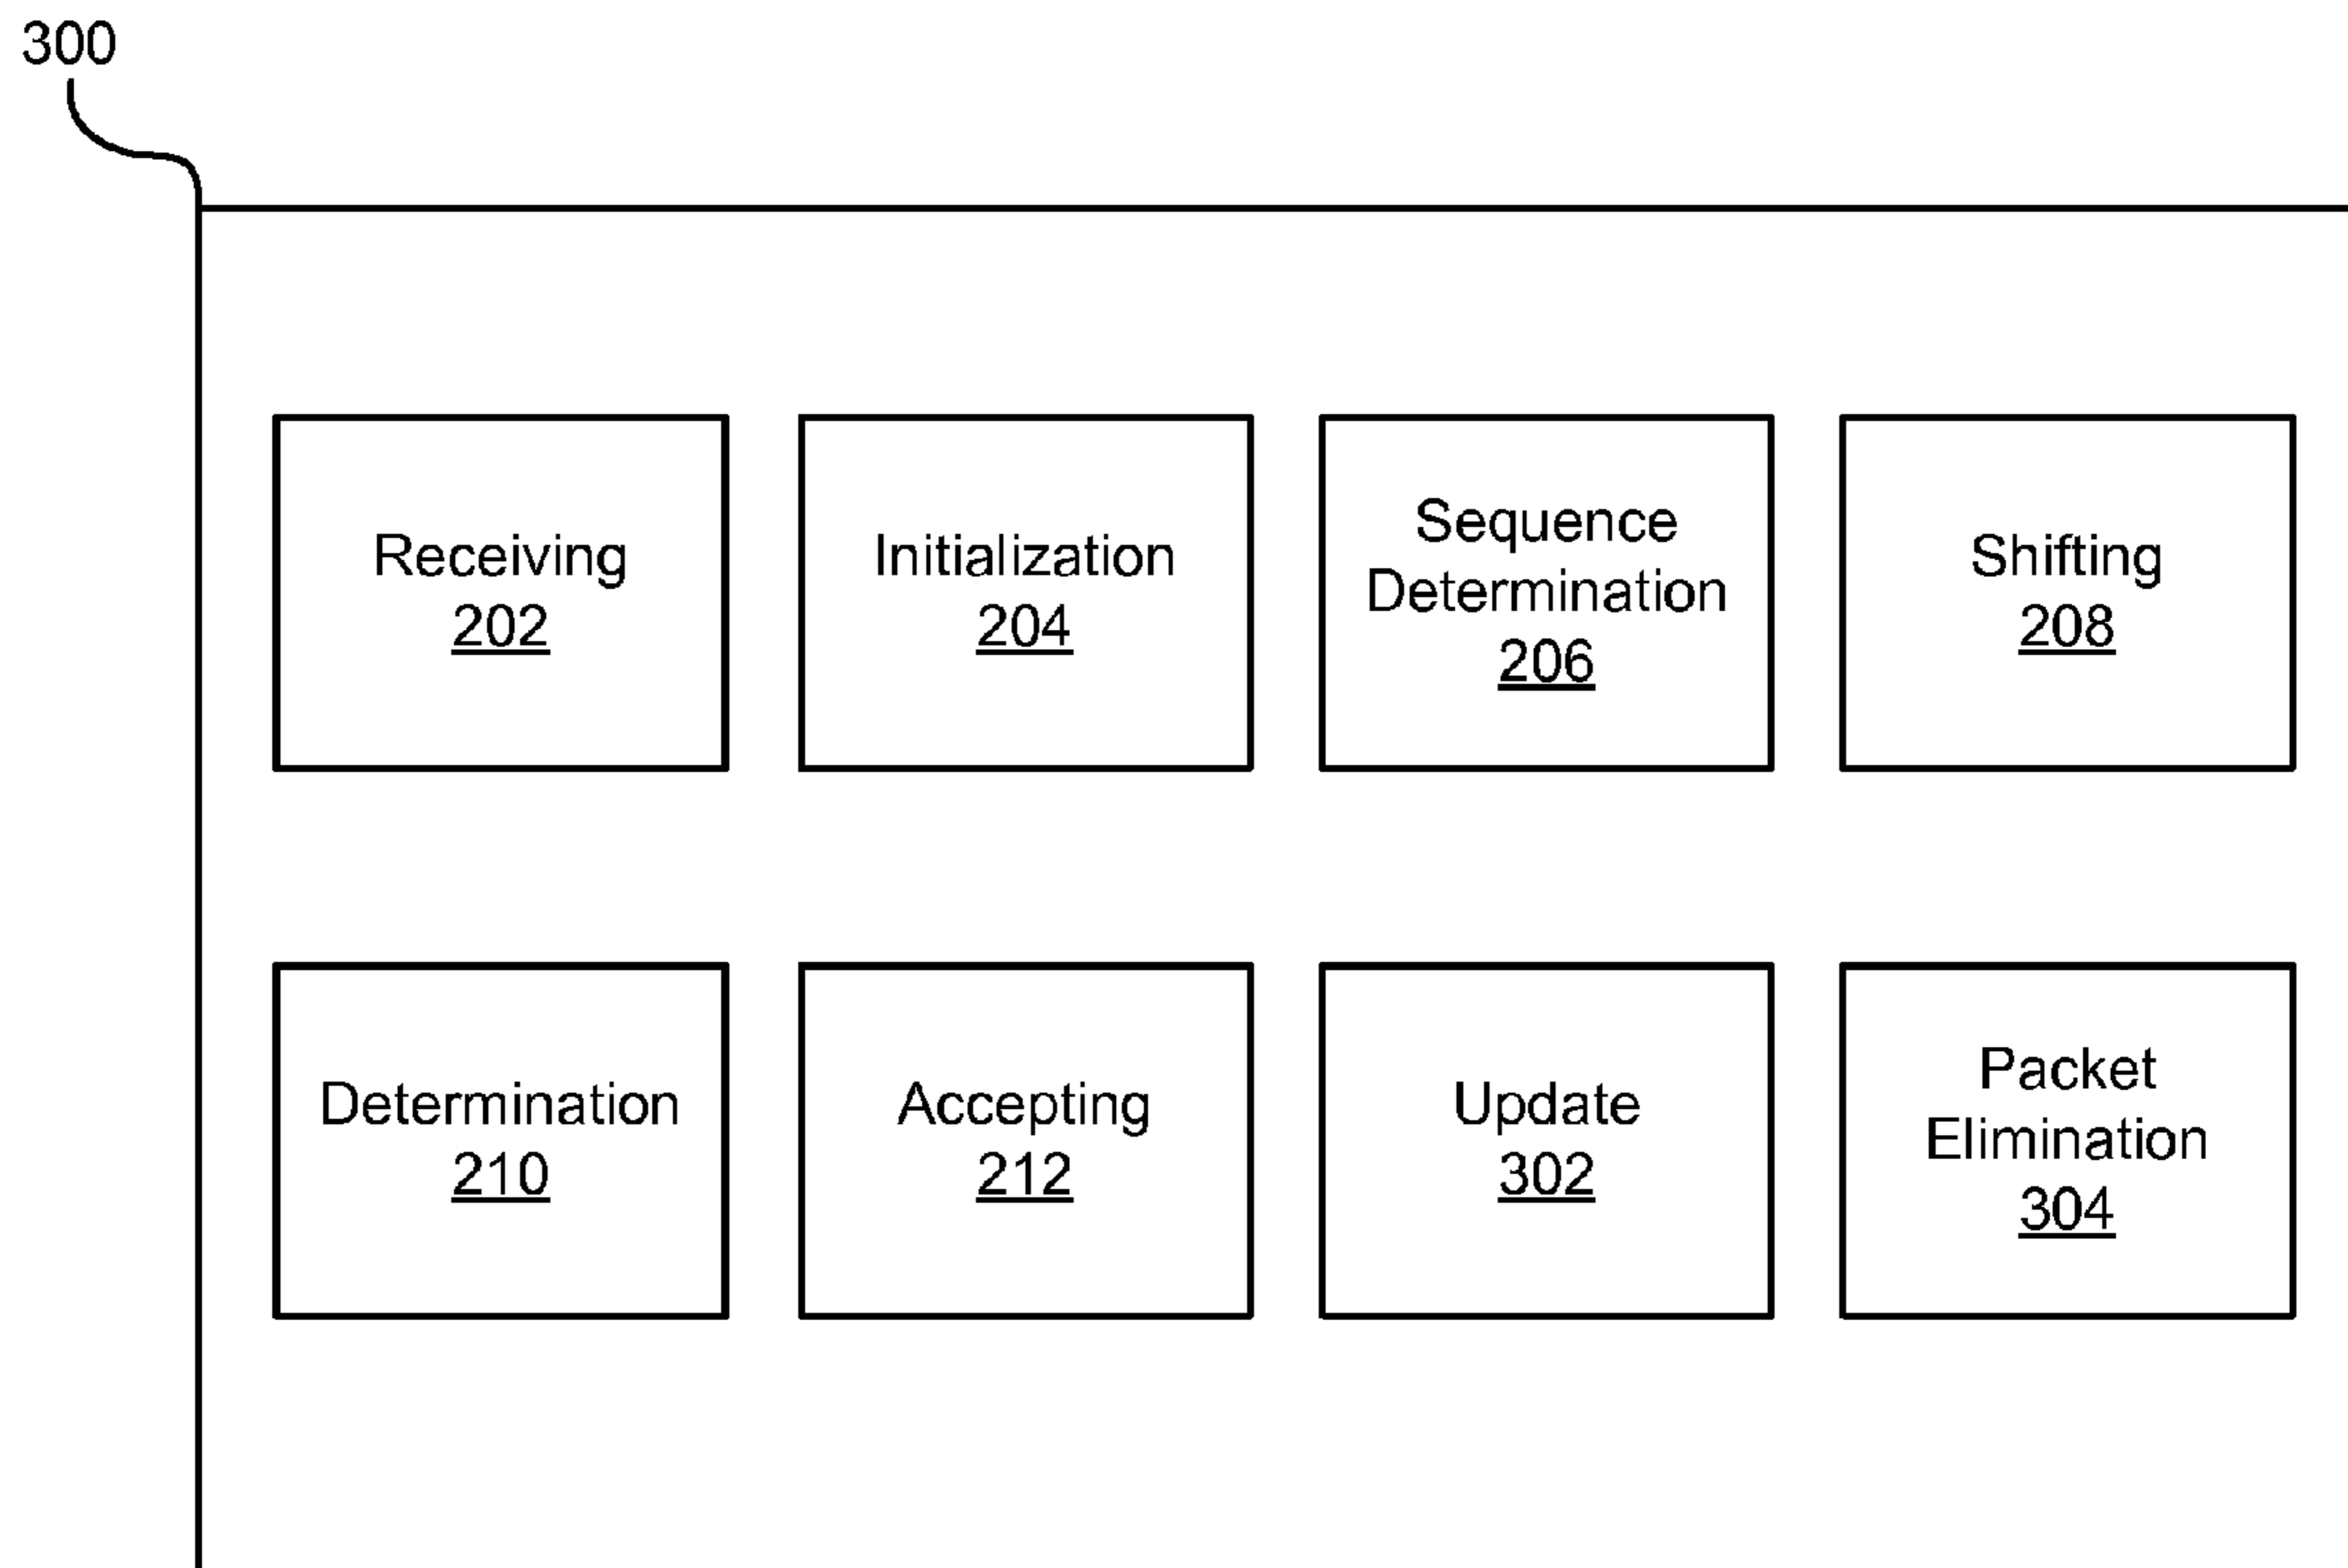 300
Receiving
202
Initialization
204
Sequence
Determination
206
Shifting
208
Determination
210
Accepting
212
Update
302
Packet
Elimination
304